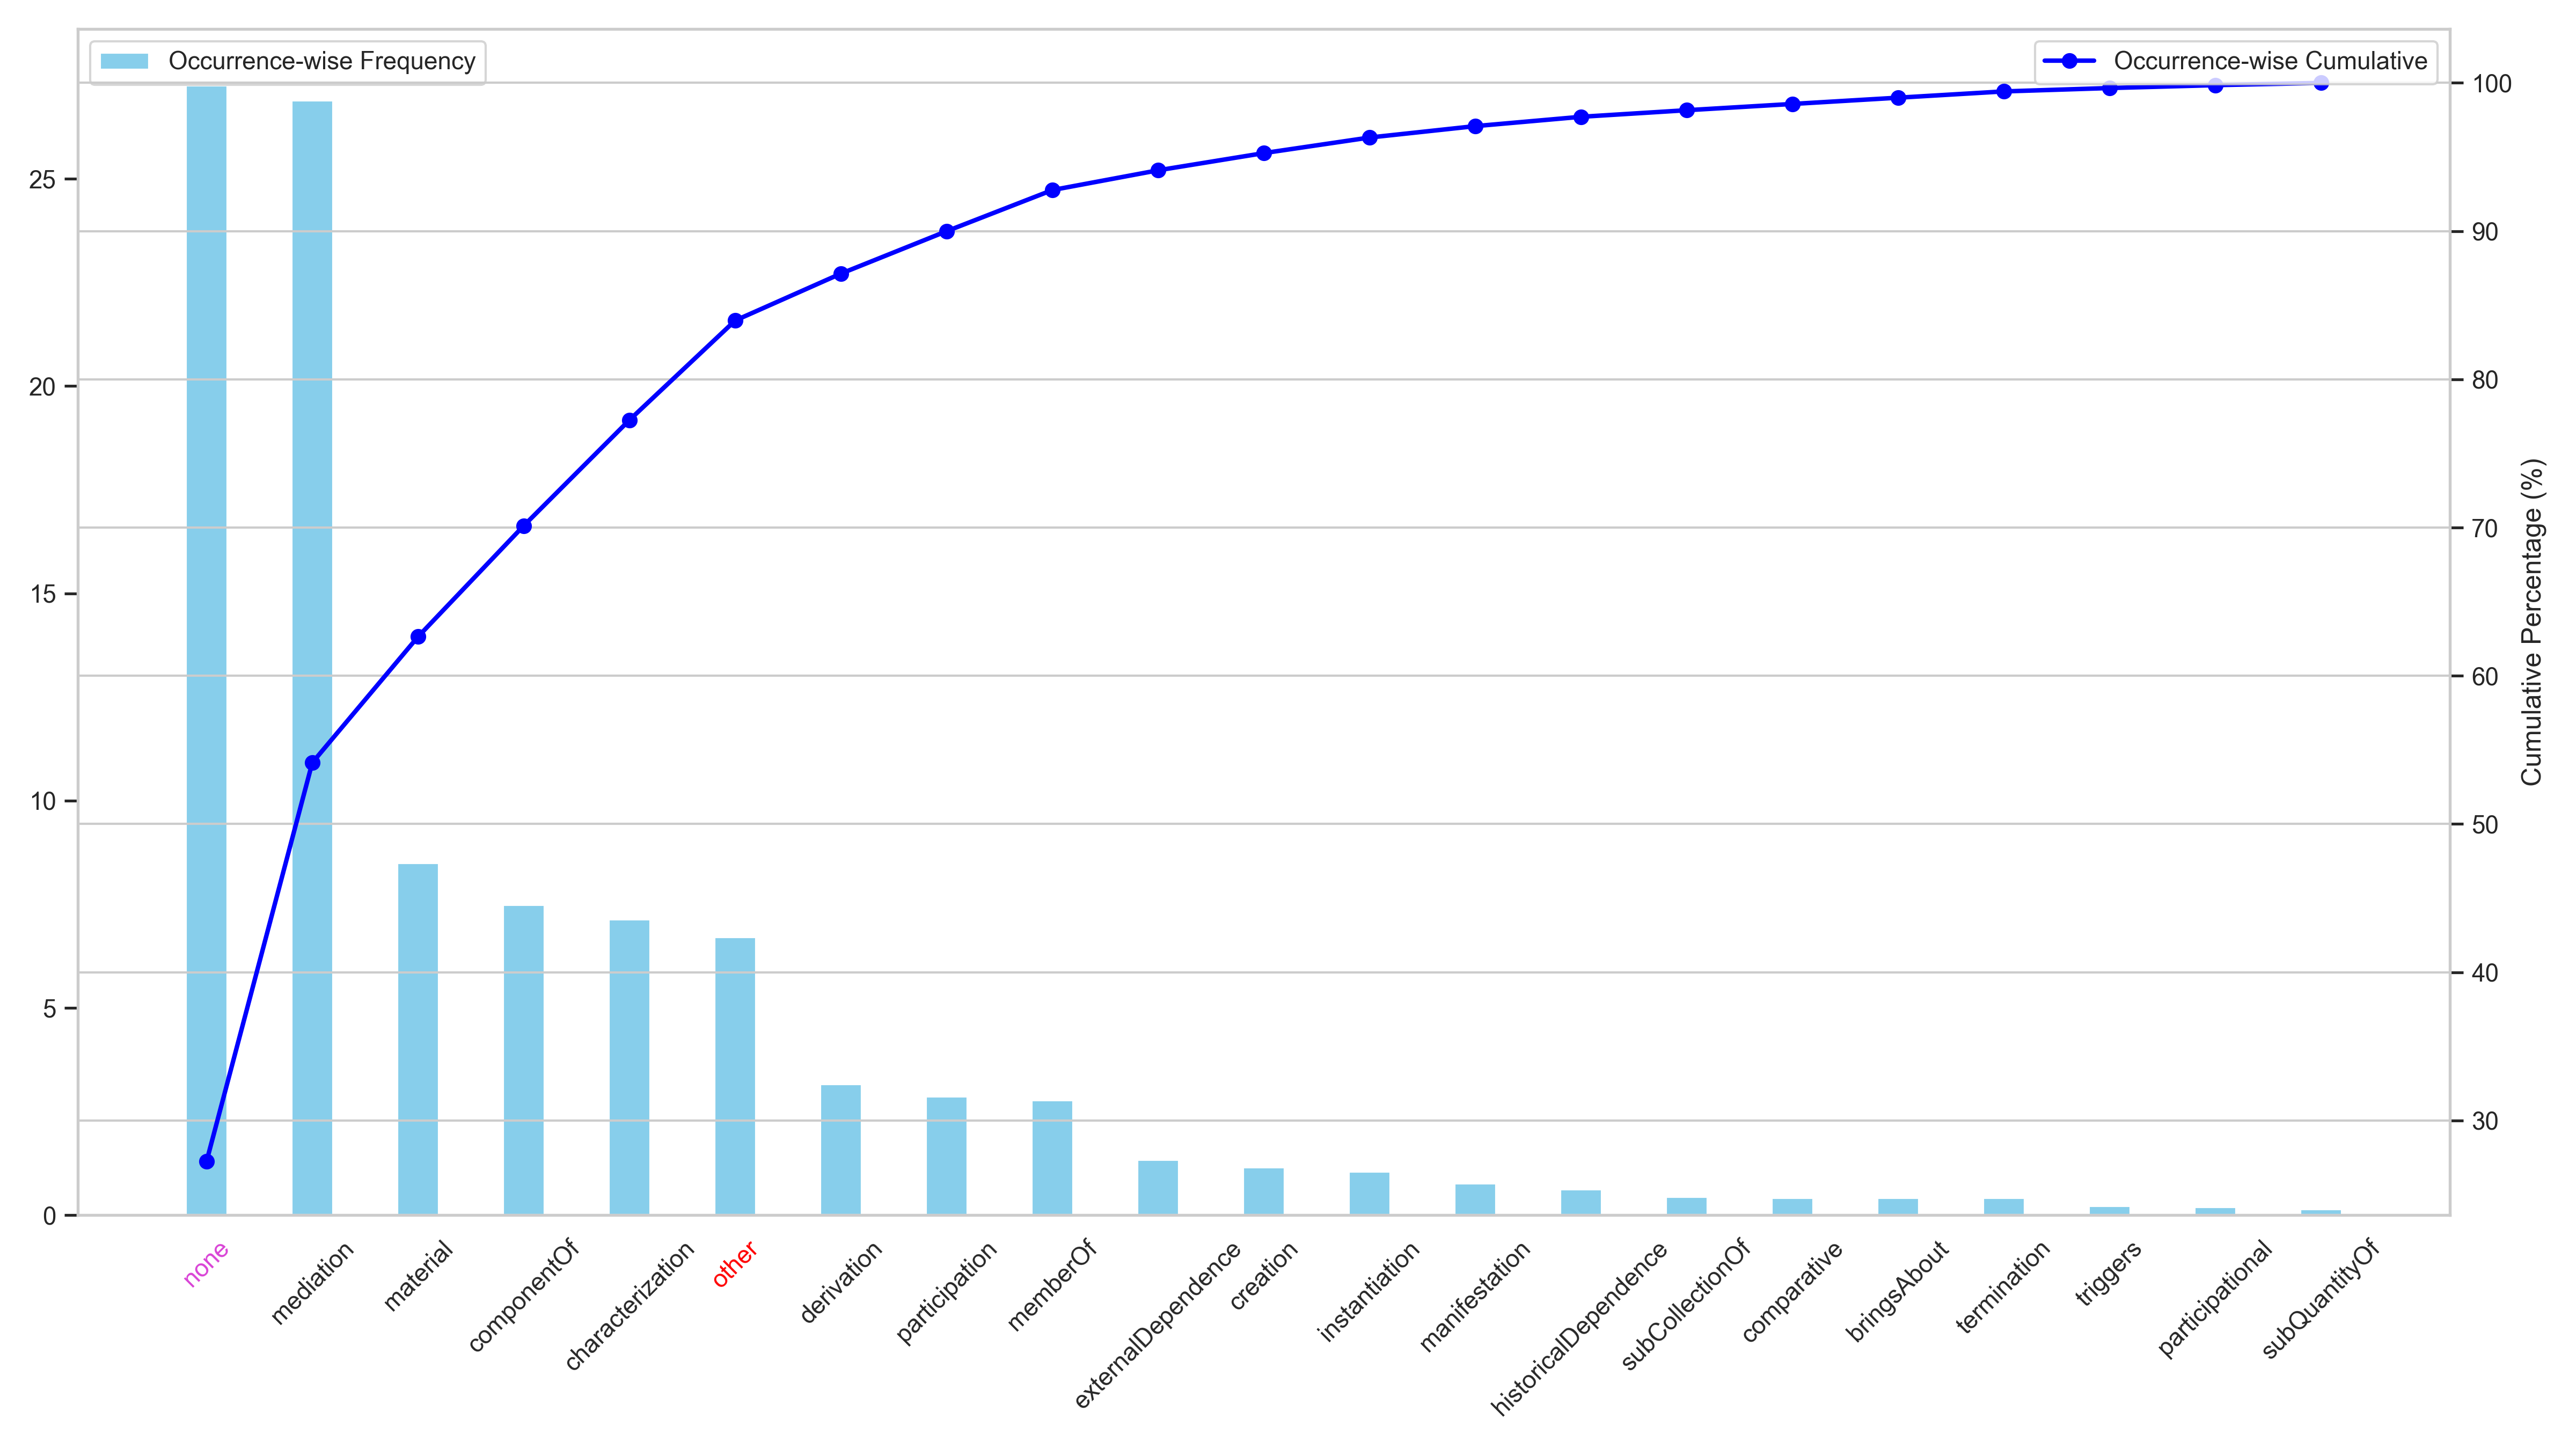 Occurrence-wise Frequency
Occurrence-wise Cumulative
25
20
15
10
5
0
100
90
80
70
60
50
40
30
Cumulative Percentage (%)
none
mediation
material
componentOf
characterization
other
derivation
participation
memberOf
externalDependence
creation
instantiation
manifestation
historicalDependence
subCollectionOf
comparative
bringsAbout
termination
triggers
participational
subQuantityOf